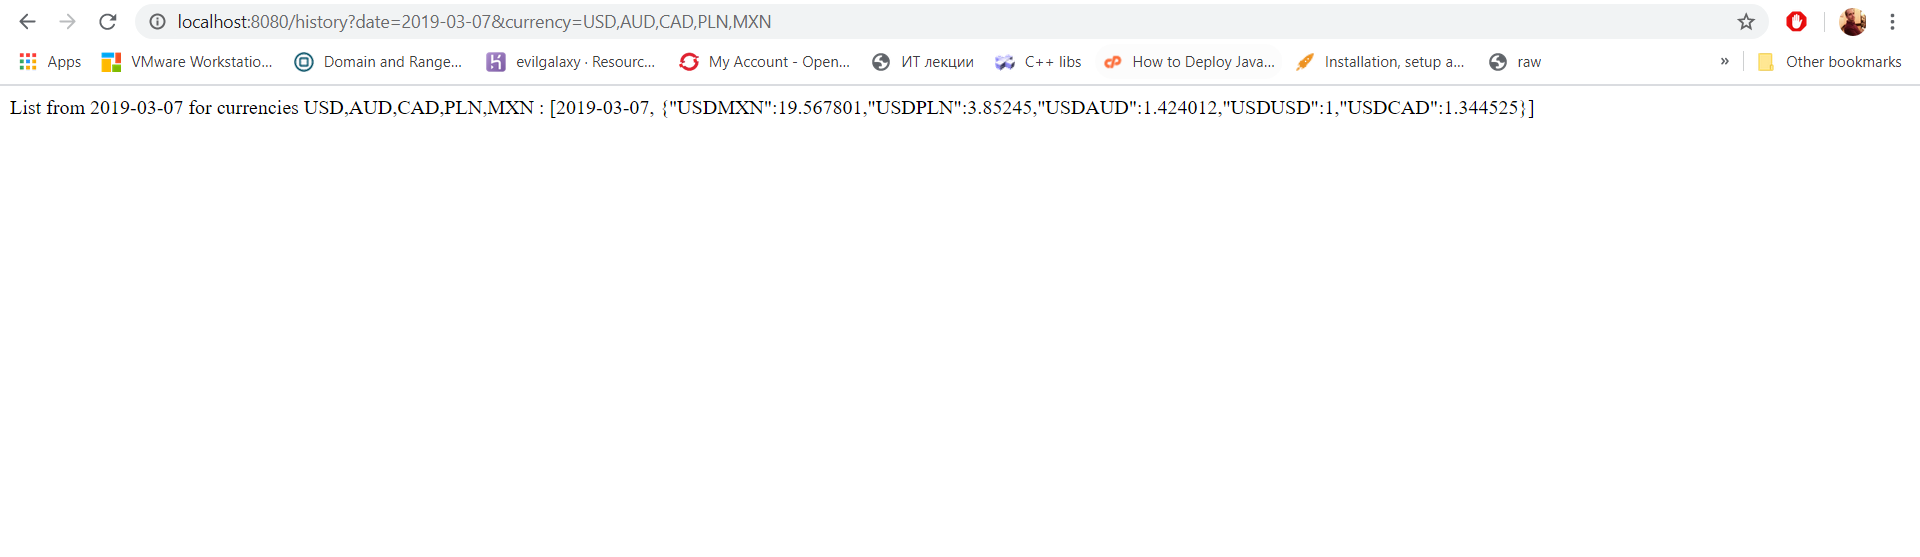 localhost:8080/history?date=2019-03-07&currency=USD,AUD,CAD,PLN,MXN
Apps VMware Workstatio... Domain and Range... evilgalaxy · Resourc... My Account - Open... ИТ лекции C++ libs cP How to Deploy Java... Installation, setup a... raw » Other bookmarks
List from 2019-03-07 for currencies USD,AUD,CAD,PLN,MXN : [2019-03-07, {"USDMXN":19.567801,"USDPLN":3.85245,"USDAUD":1.424012,"USDUSD":1,"USDCAD":1.344525}]